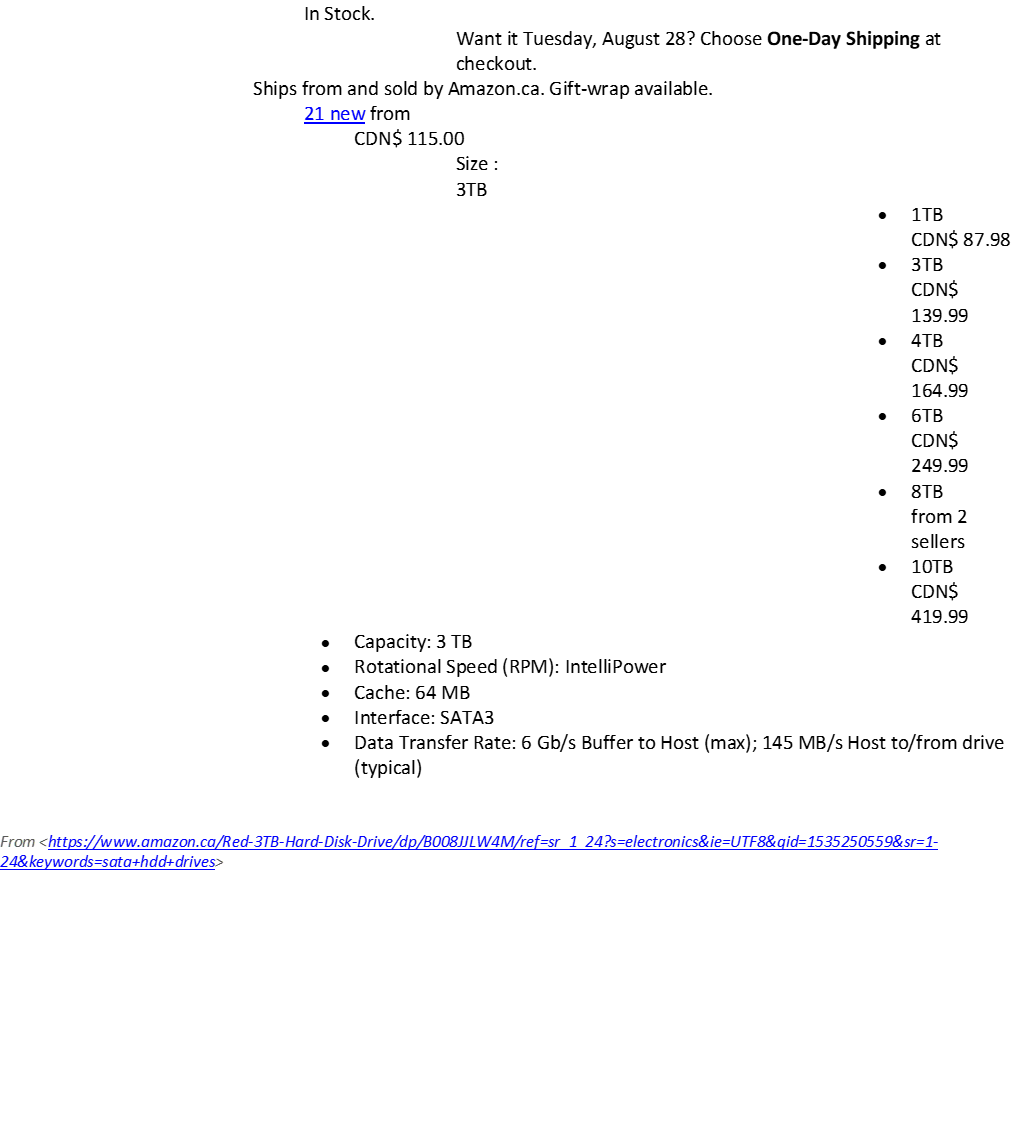 In Stock.
Want it Tuesday, August 28? Choose One-Day Shipping at
checkout.
Ships from and sold by Amazon.ca. Gift-wrap available.
21 new from
CDN$ 115.00
Size :
3TB
• 1TB
CDN$ 87.98
• 3TB
CDN$
139.99
• 4TB
CDN$
164.99
• 6TB
CDN$
249.99
• 8TB
from 2
sellers
• 10TB
CDN$
419.99
• Capacity: 3 TB
• Rotational Speed (RPM): IntelliPower
• Cache: 64 MB
• Interface: SATA3
• Data Transfer Rate: 6 Gb/s Buffer to Host (max); 145 MB/s Host to/from drive
(typical)
From <https://www.amazon.ca/Red-3TB-Hard-Disk-Drive/dp/B008JJLW4M/ref=sr_1_24?s=electronics&ie=UTF8&qid=1535250559&sr=1-
24&keywords=sata+hdd+drives>